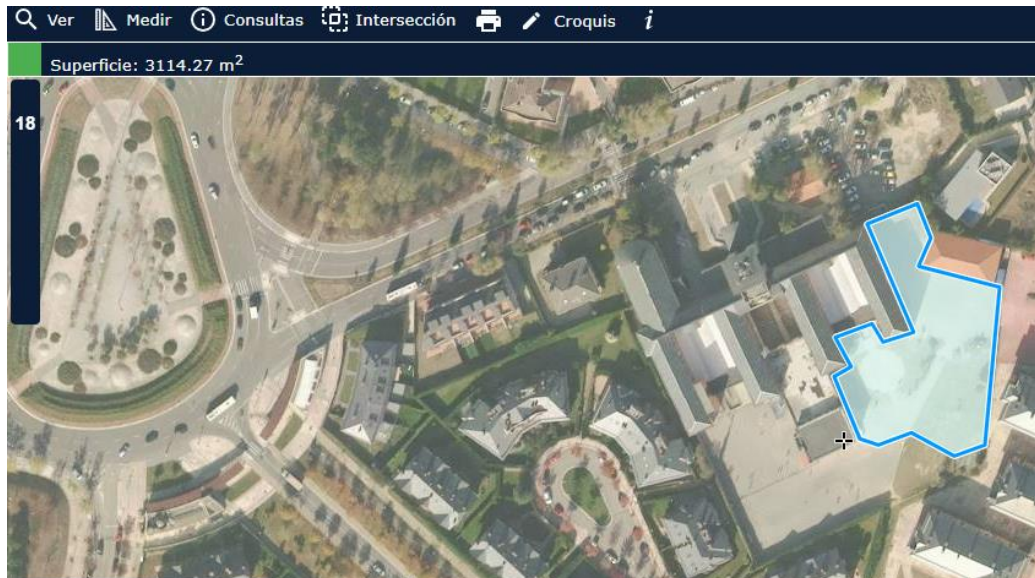 Ver Medir Consultas Intersección Croquis i
Superficie: 3114.27 m2
18